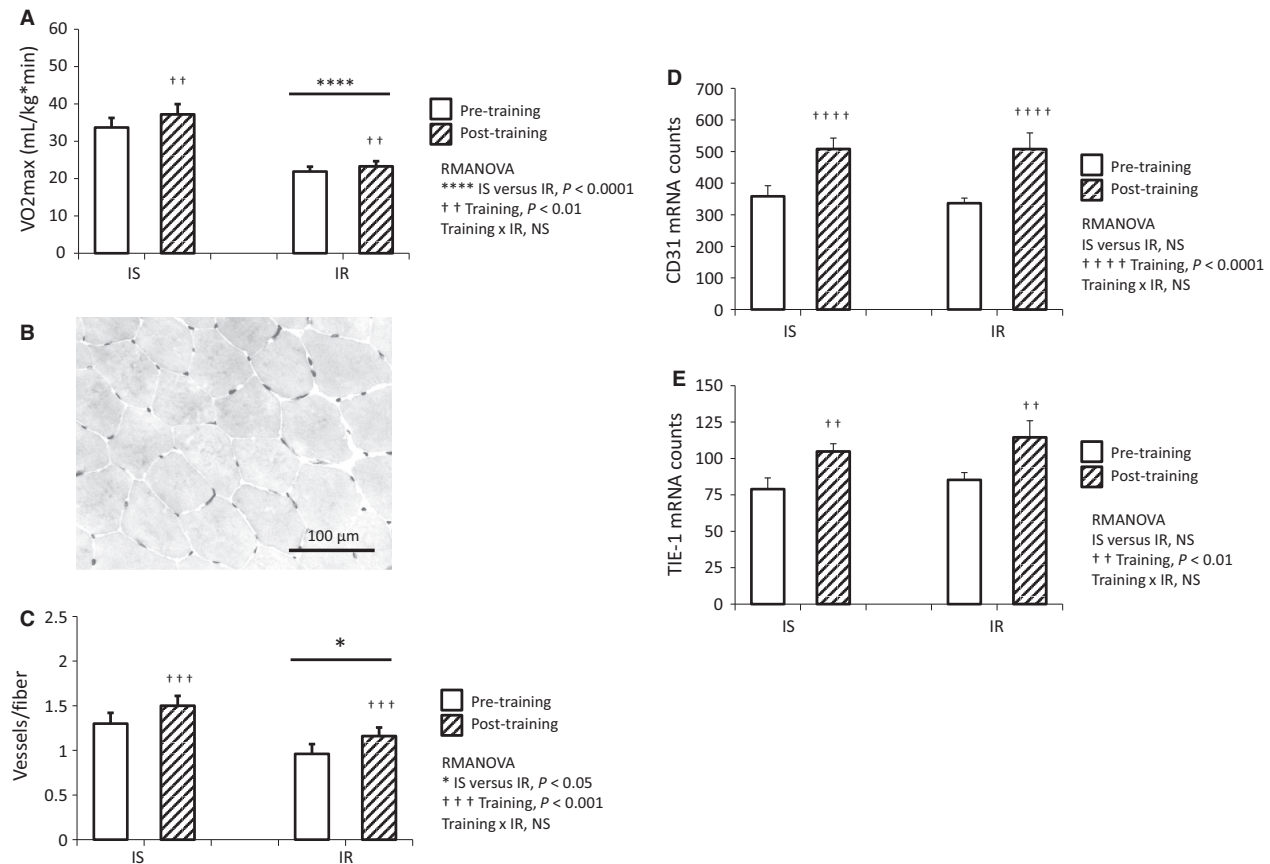 A
VO2max (mL/kg*min)
60
50
40
30
20
10
0
† †
****
† †
IS
IR
Pre-training
Post-training
RMANOVA
**** IS versus IR, P < 0.0001
† † Training, P < 0.01
Training x IR, NS
B
100 µm
C
Vessels/fiber
2.5
2
1.5
1
0.5
0
† † †
*
† † †
IS
IR
Pre-training
Post-training
RMANOVA
* IS versus IR, P < 0.05
† † † Training, P < 0.001
Training x IR, NS
D
CD31 mRNA counts
700
600
500
400
300
200
100
0
† † † †
† † † †
IS
IR
Pre-training
Post-training
RMANOVA
IS versus IR, NS
† † † † Training, P < 0.0001
Training x IR, NS
E
TIE-1 mRNA counts
150
125
100
75
50
25
0
† †
† †
IS
IR
Pre-training
Post-training
RMANOVA
IS versus IR, NS
† † Training, P < 0.01
Training x IR, NS